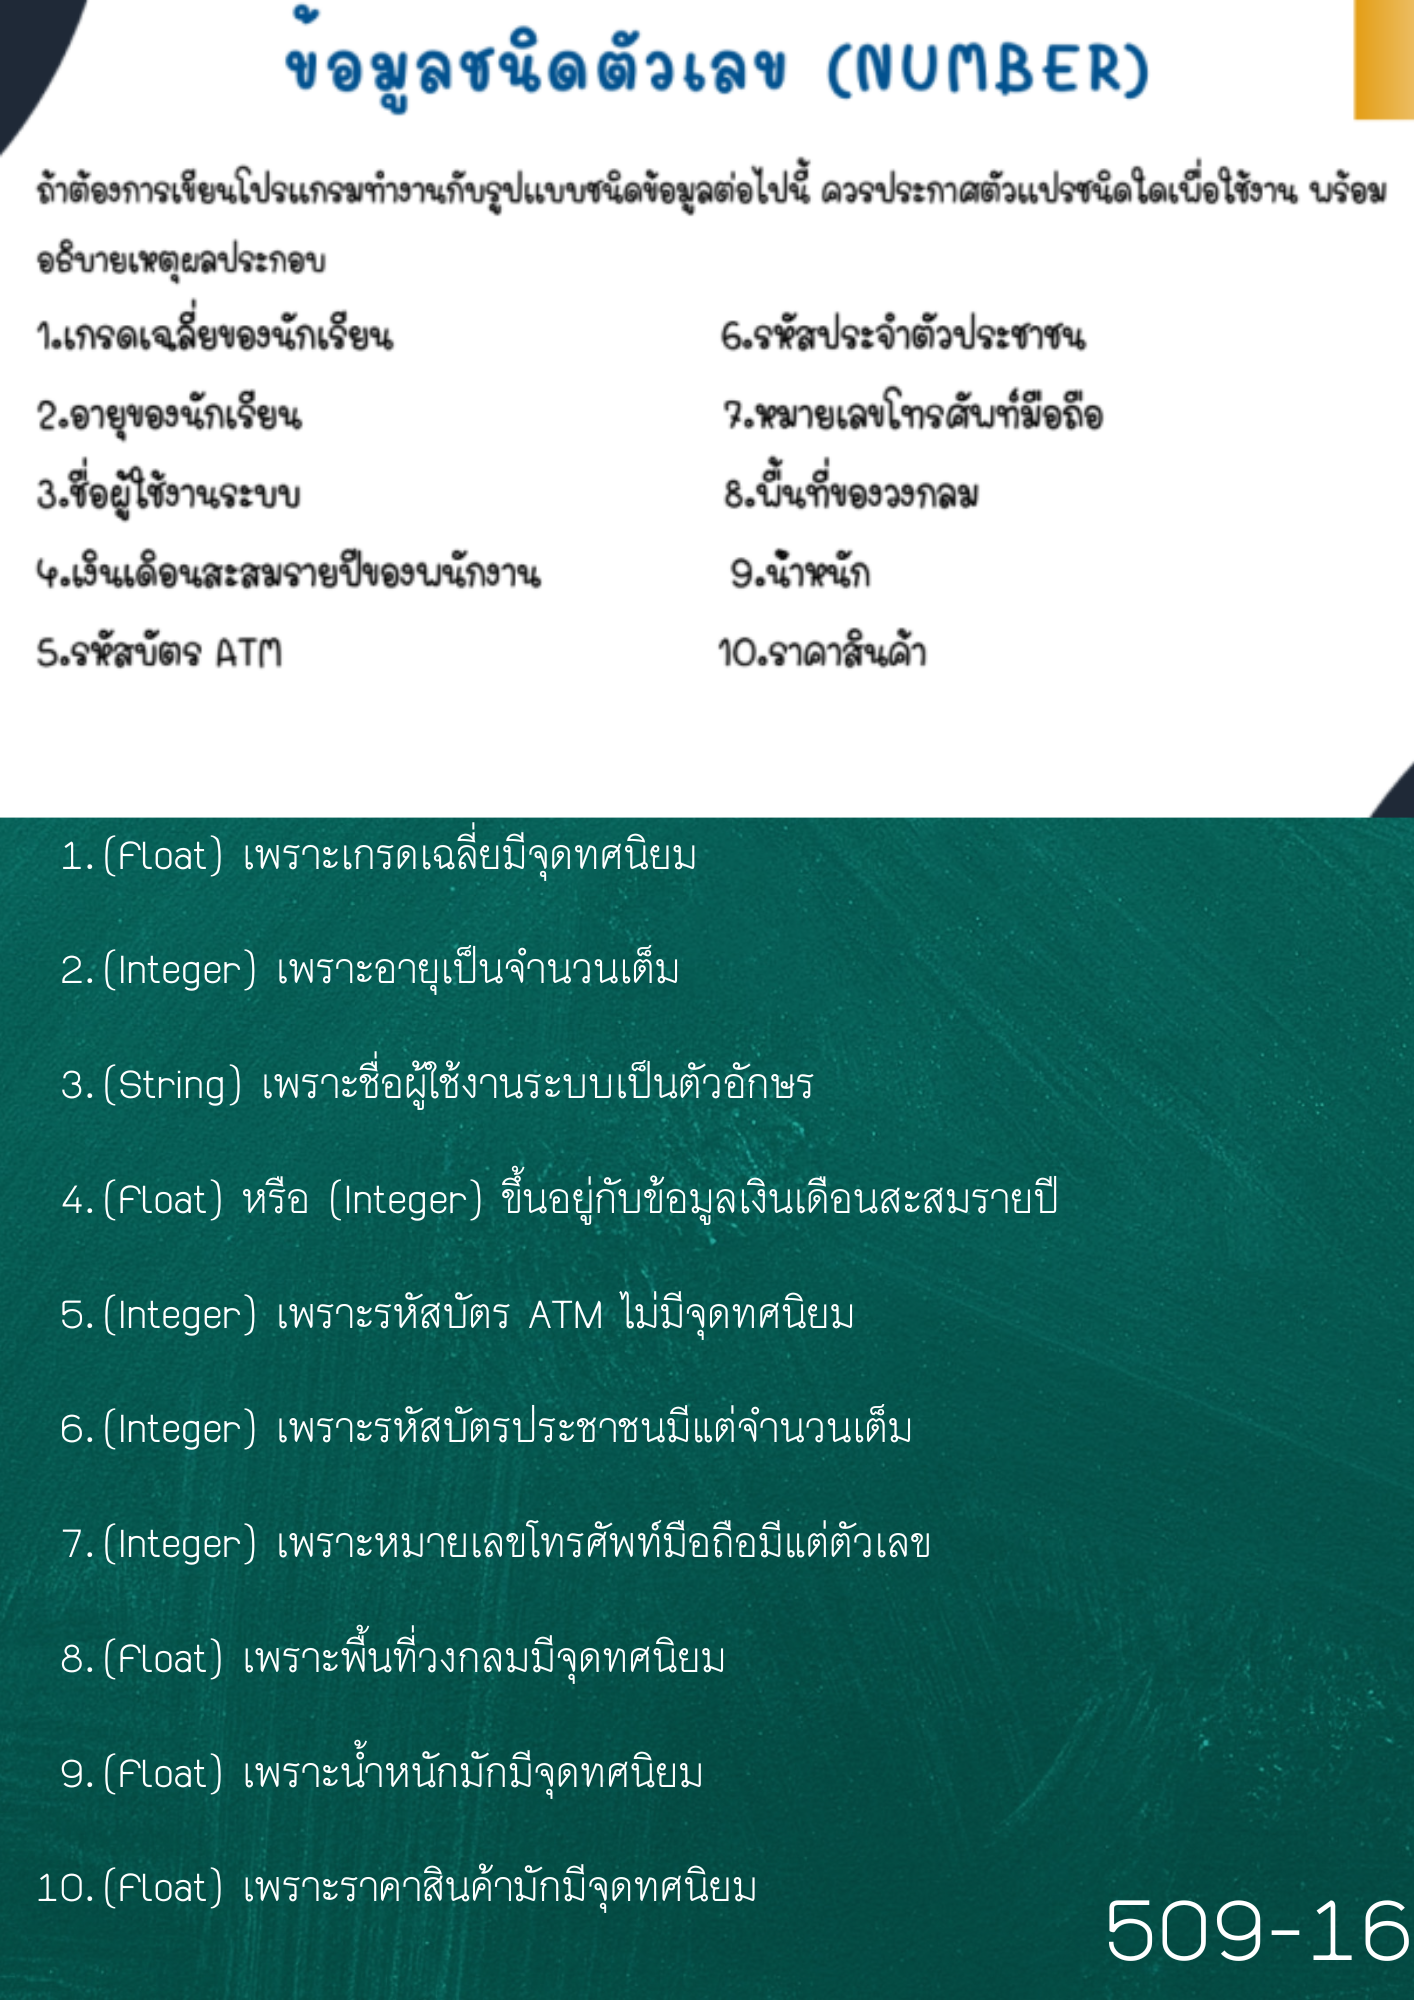 ข้อมูลชนิดตัวเลข (NUMBER)
ถ้าต้องการเขียนโปรแกรมทำงานกับรูปแบบชนิดข้อมูลต่อไปนี้ ควรประกาศตัวแปรชนิดใดเพื่อใช้งาน พร้อม
อธิบายเหตุผลประกอบ
1.เกรดเฉลี่ยของนักเรียน
2.อายุของนักเรียน
3.ชื่อผู้ใช้งานระบบ
4.เงินเดือนสะสมรายปีของพนักงาน
5.รหัสบัตร ATM
6.รหัสประจำตัวประชาชน
7.หมายเลขโทรศัพท์มือถือ
8.พื้นที่ของวงกลม
9.น้ำหนัก
10.ราคาสินค้า
1. (Float) เพราะเกรดเฉลี่ยมีจุดทศนิยม
2. (Integer) เพราะอายุเป็นจำนวนเต็ม
3. (String) เพราะชื่อผู้ใช้งานระบบเป็นตัวอักษร
4. (Float) หรือ (Integer) ขึ้นอยู่กับข้อมูลเงินเดือนสะสมรายปี
5. (Integer) เพราะรหัสบัตร ATM ไม่มีจุดทศนิยม
6. (Integer) เพราะรหัสบัตรประชาชนมีแต่จำนวนเต็ม
7. (Integer) เพราะหมายเลขโทรศัพท์มือถือมีแต่ตัวเลข
8. (Float) เพราะพื้นที่วงกลมมีจุดทศนิยม
9. (Float) เพราะน้ำหนักมักมีจุดทศนิยม
10. (Float) เพราะราคาสินค้ามักมีจุดทศนิยม
509-16